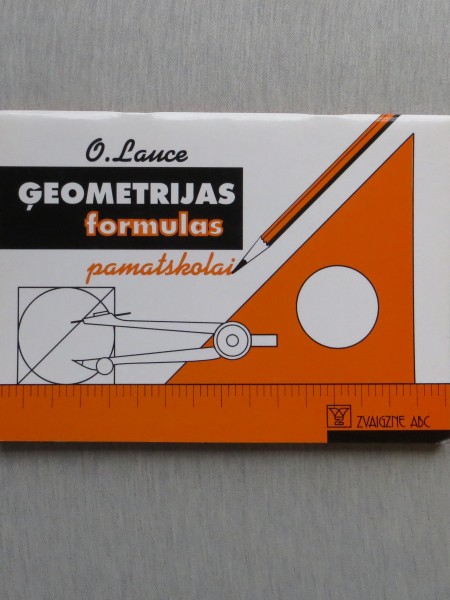 O.Lauce
ĢEOMETRIJAS
formulas
pamatskolai
ZVAIGZNE ABC